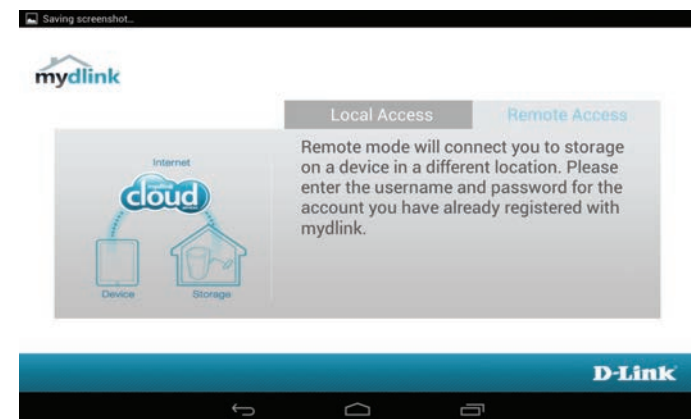 Saving screenshot...
mydlink
Local Access
Remote Access
Remote mode will connect you to storage
on a device in a different location. Please
enter the username and password for the
account you have already registered with
mydlink.
Internet
cloud
Device
Storage
D-Link